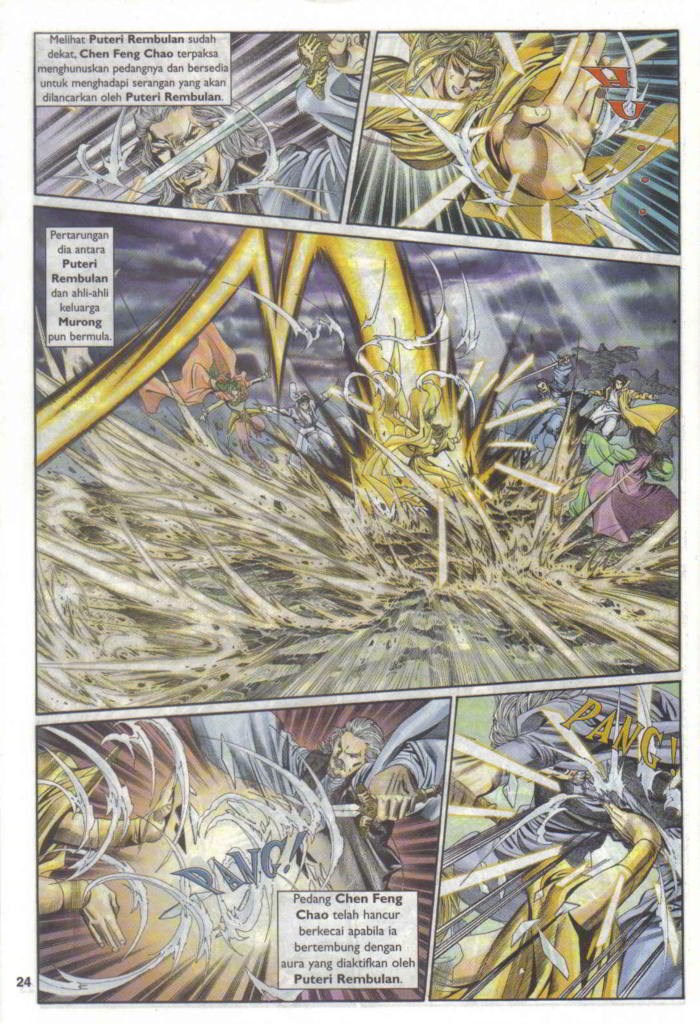 Melihat Puteri Rembulan sudah
dekat, Chen Feng Chao terpaksa
menghunuskan pedangnya dan bersedia
untuk menghadapi serangan yang akan
dilancarkan oleh Puteri Rembulan.
HU
Pertarungan
dia antara
Puteri
Rembulan
dan ahli-ahli
keluarga
Murong
pun bermula.
PANG!
Pedang Chen Feng
Chao telah hancur
berkecai apabila ia
bertembung dengan
aura yang diaktifkan oleh
Puteri Rembulan.
PANG!
24